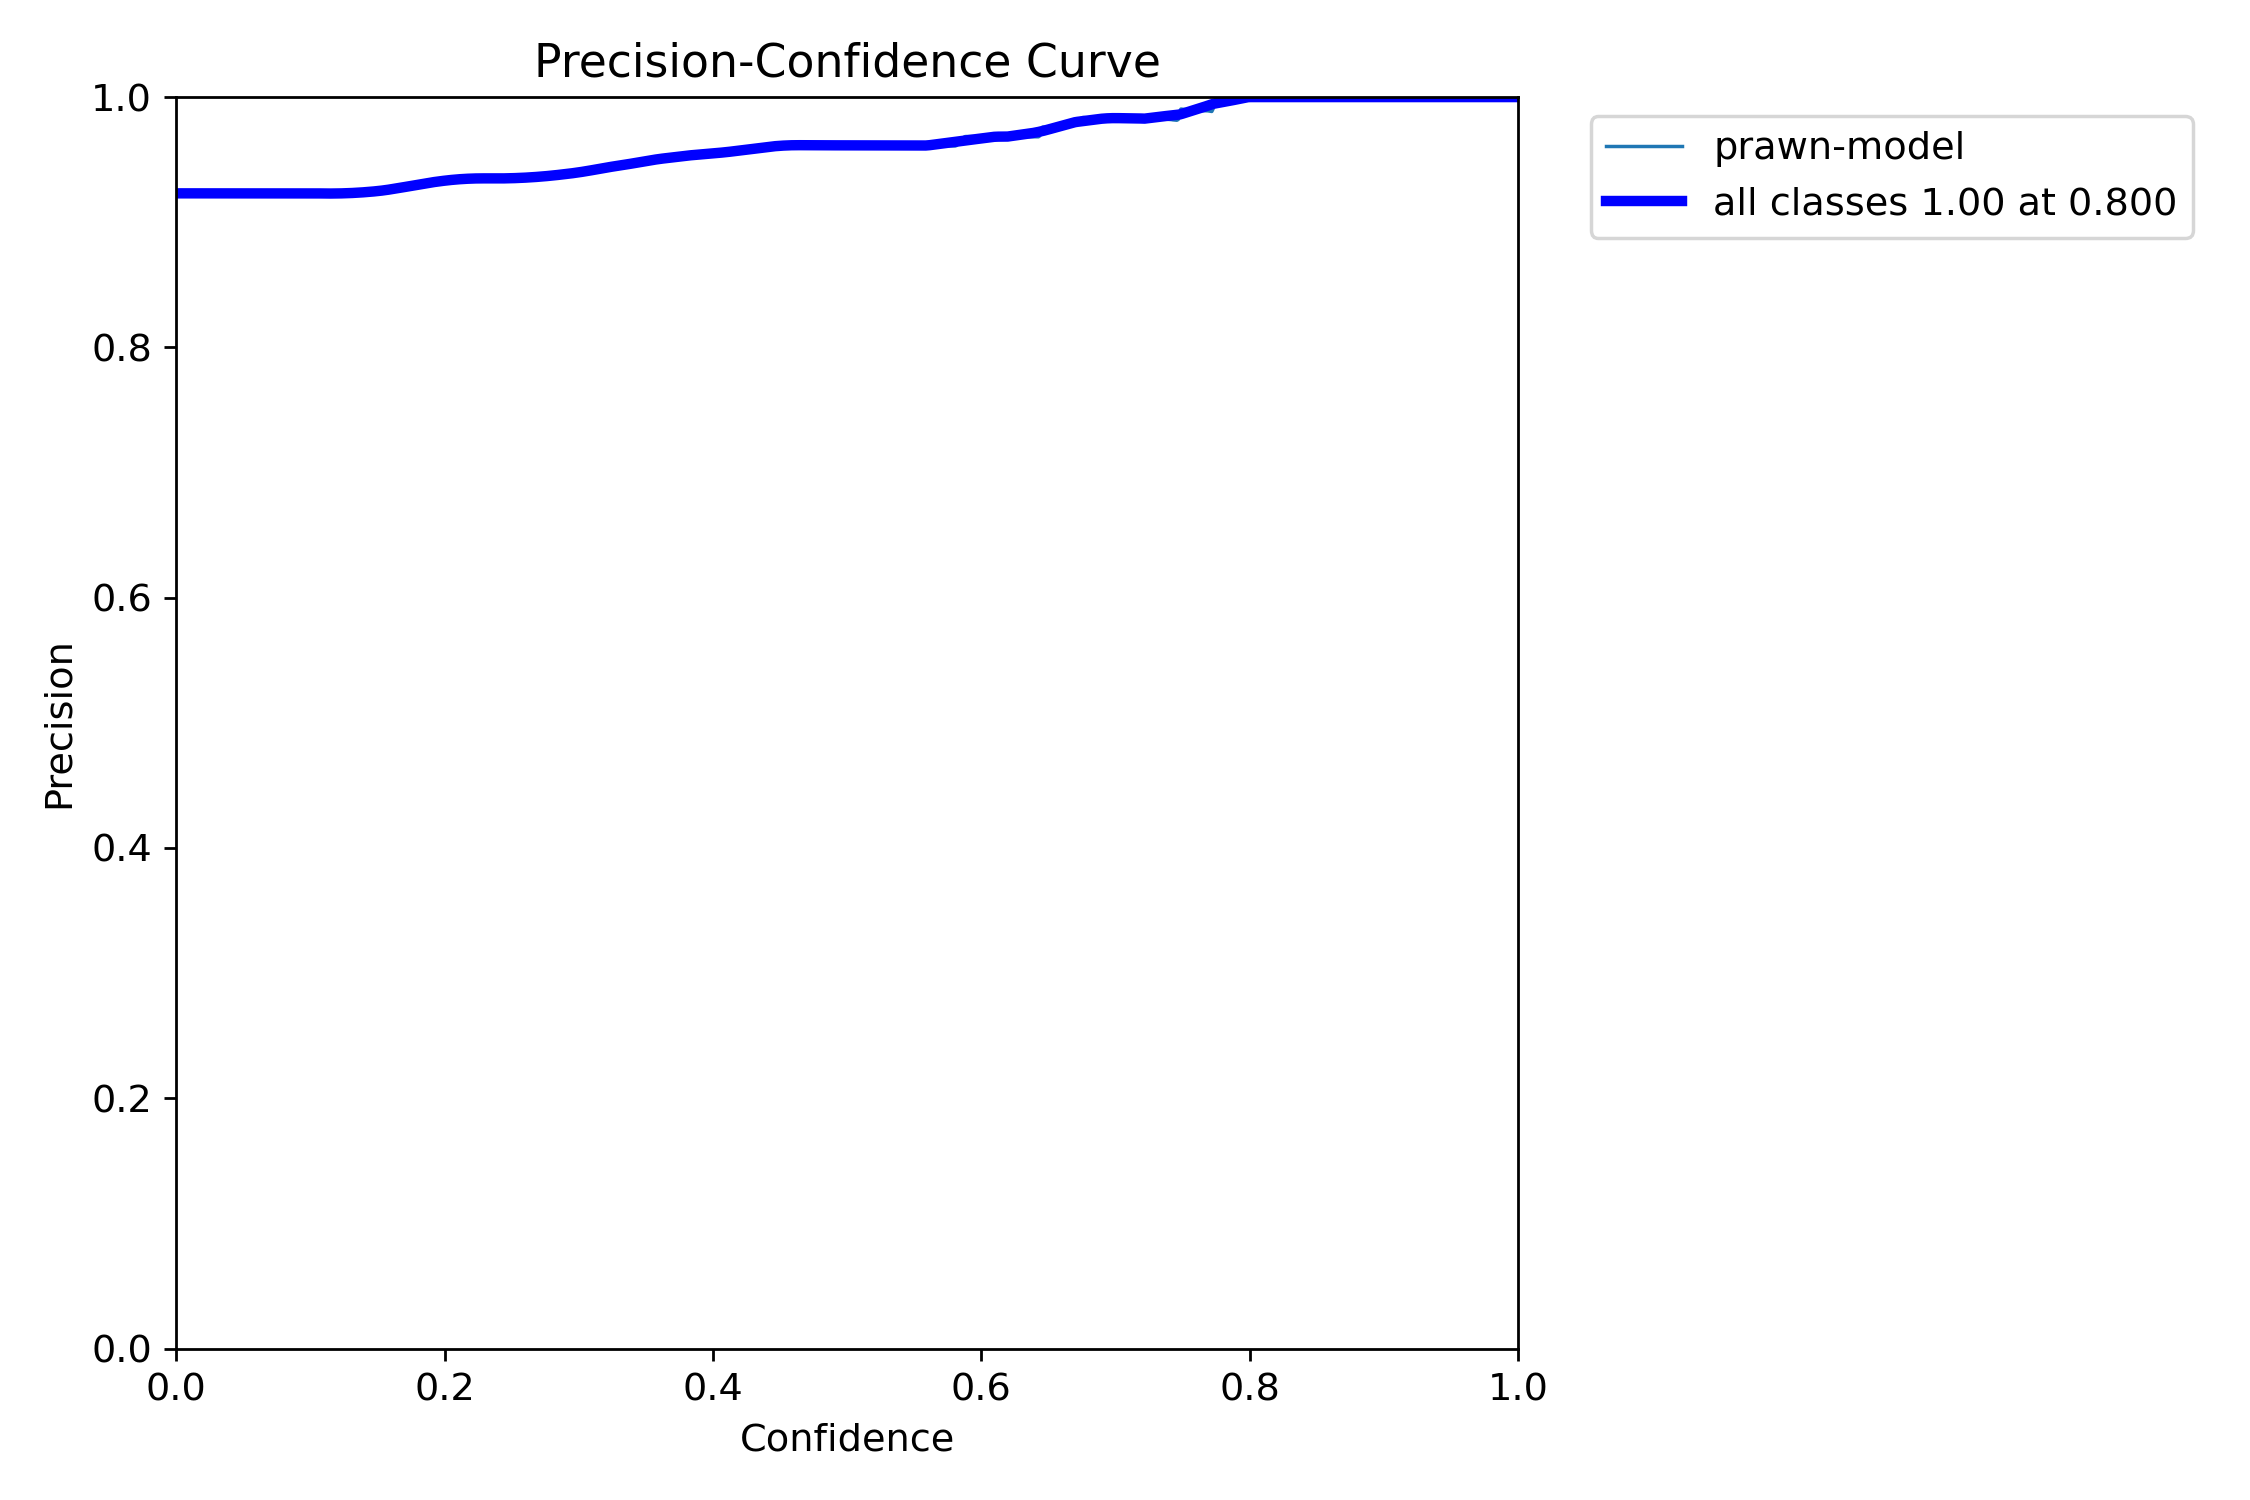 Precision-Confidence Curve
1.0
0.8
0.6
0.4
0.2
0.0
Precision
0.0 0.2 0.4 0.6 0.8 1.0
Confidence
prawn-model
all classes 1.00 at 0.800